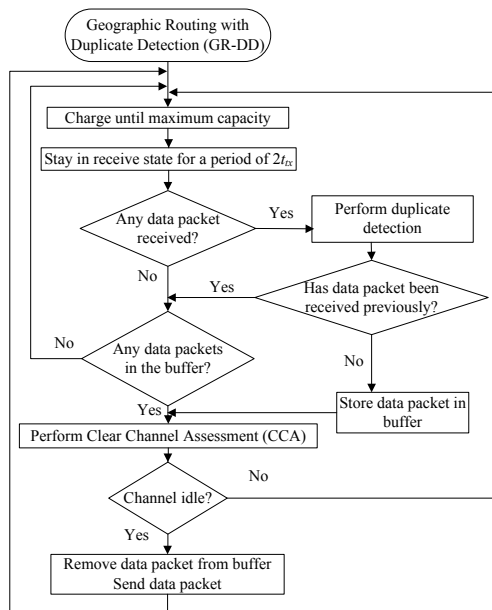 Geographic Routing with
Duplicate Detection (GR-DD)
Charge until maximum capacity
Stay in receive state for a period of 2t_tx
Any data packet
received?
Yes
Perform duplicate
detection
No
Yes
Has data packet been
received previously?
No
Any data packets
in the buffer?
No
Store data packet in
buffer
Yes
Perform Clear Channel Assessment (CCA)
Channel idle?
No
Yes
Remove data packet from buffer
Send data packet